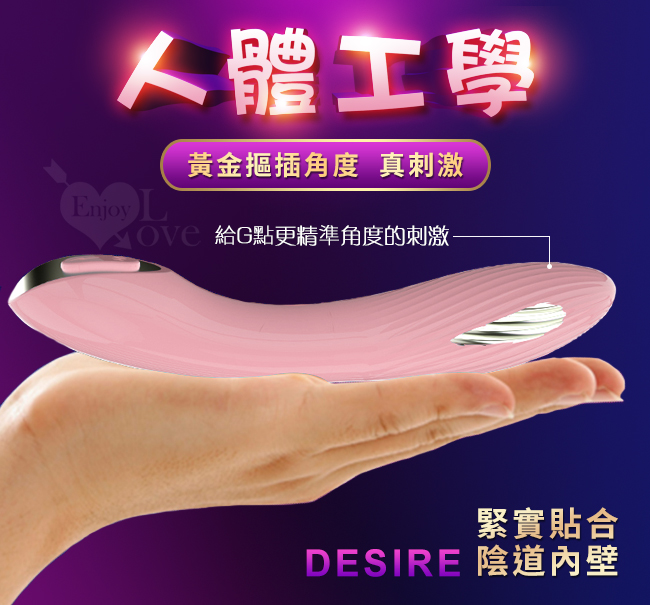 人體工學
黃金摳插角度 真刺激
Enjoy Love
給G點更精準角度的刺激
緊實貼合
DESIRE 陰道內壁